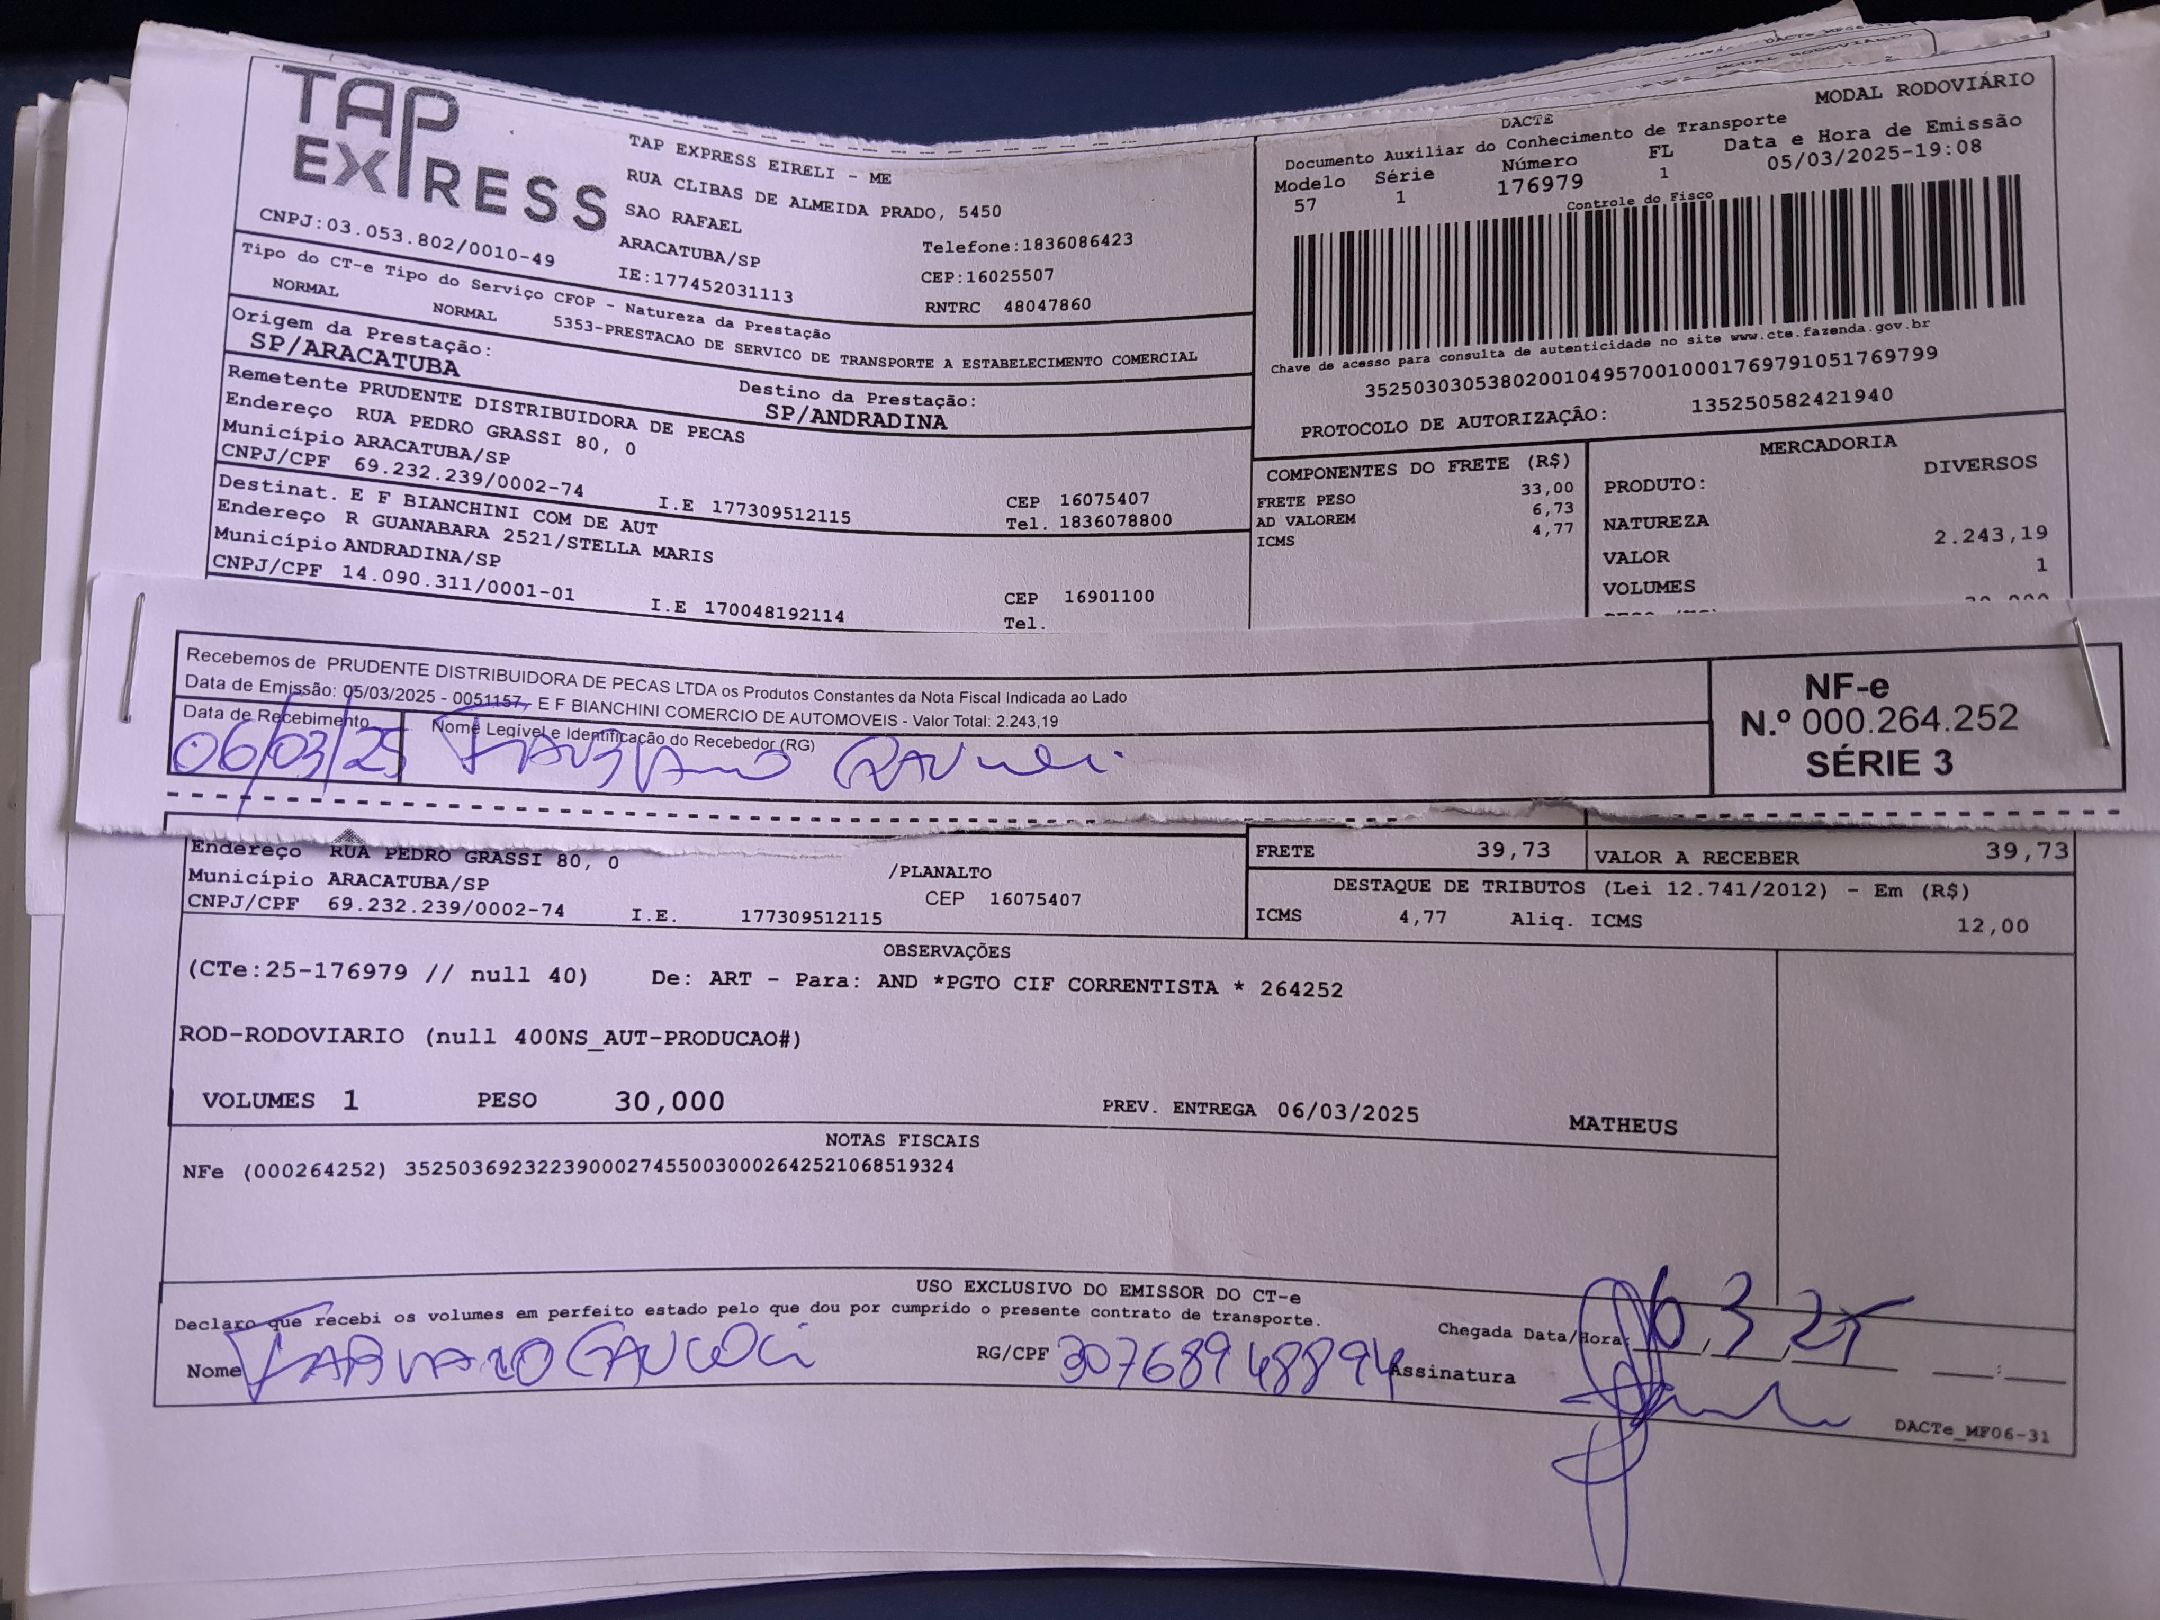 TAP
EXPRESS
CNPJ:03.053.802/0010-49
TAP EXPRESS EIRELI - ME
RUA CLIBAS DE ALMEIDA PRADO, 5450
SAO RAFAEL
ARACATUBA/SP
IE:177452031113
Telefone:1836086423
CEP:16025507
RNTRC 48047860
MODAL RODOVIÁRIO
DACTE
Documento Auxiliar do Conhecimento de Transporte
Modelo Série Número FL Data e Hora de Emissão
57 1 176979 1 05/03/2025-19:08
Controle do Fisco
Chave de acesso para consulta de autenticidade no site www.cte.fazenda.gov.br
35250303053802001049570010001769791051769799
PROTOCOLO DE AUTORIZAÇÃO: 135250582421940
Tipo do CT-e Tipo do Serviço CFOP - Natureza da Prestação
NORMAL NORMAL 5353-PRESTACAO DE SERVICO DE TRANSPORTE A ESTABELECIMENTO COMERCIAL
Origem da Prestação:
SP/ARACATUBA
Destino da Prestação:
SP/ANDRADINA
Remetente PRUDENTE DISTRIBUIDORA DE PECAS
Endereço RUA PEDRO GRASSI 80, 0
Município ARACATUBA/SP CEP 16075407
CNPJ/CPF 69.232.239/0002-74 I.E 177309512115 Tel. 1836078800
Destinat. E F BIANCHINI COM DE AUT
Endereço R GUANABARA 2521/STELLA MARIS
Município ANDRADINA/SP CEP 16901100
CNPJ/CPF 14.090.311/0001-01 I.E 170048192114 Tel.
COMPONENTES DO FRETE (R$)
FRETE PESO 33,00
AD VALOREM 6,73
ICMS 4,77
MERCADORIA
PRODUTO: DIVERSOS
NATUREZA
VALOR 2.243,19
VOLUMES 1
Recebemos de PRUDENTE DISTRIBUIDORA DE PECAS LTDA os Produtos Constantes da Nota Fiscal Indicada ao Lado
Data de Emissão: 05/03/2025 - 0051157, E F BIANCHINI COMERCIO DE AUTOMOVEIS - Valor Total: 2.243,19
Data de Recebimento Nome Legível e Identificação do Recebedor (RG)
06/03/25
NF-e
N.º 000.264.252
SÉRIE 3
Endereço RUA PEDRO GRASSI 80, 0 /PLANALTO
Município ARACATUBA/SP CEP 16075407
CNPJ/CPF 69.232.239/0002-74 I.E. 177309512115
FRETE 39,73 VALOR A RECEBER 39,73
DESTAQUE DE TRIBUTOS (Lei 12.741/2012) - Em (R$)
ICMS 4,77 Aliq. ICMS 12,00
OBSERVAÇÕES
(CTe:25-176979 // null 40) De: ART - Para: AND *PGTO CIF CORRENTISTA * 264252
ROD-RODOVIARIO (null 400NS_AUT-PRODUCAO#)
VOLUMES 1 PESO 30,000 PREV. ENTREGA 06/03/2025 MATHEUS
NOTAS FISCAIS
NFe (000264252) 35250369232239000274550030002642521068519324
USO EXCLUSIVO DO EMISSOR DO CT-e
Declaro que recebi os volumes em perfeito estado pelo que dou por cumprido o presente contrato de transporte.
Nome RG/CPF 30768948894 Assinatura
Chegada Data/Hora: 6, 3, 25
DACTe_MF06-31